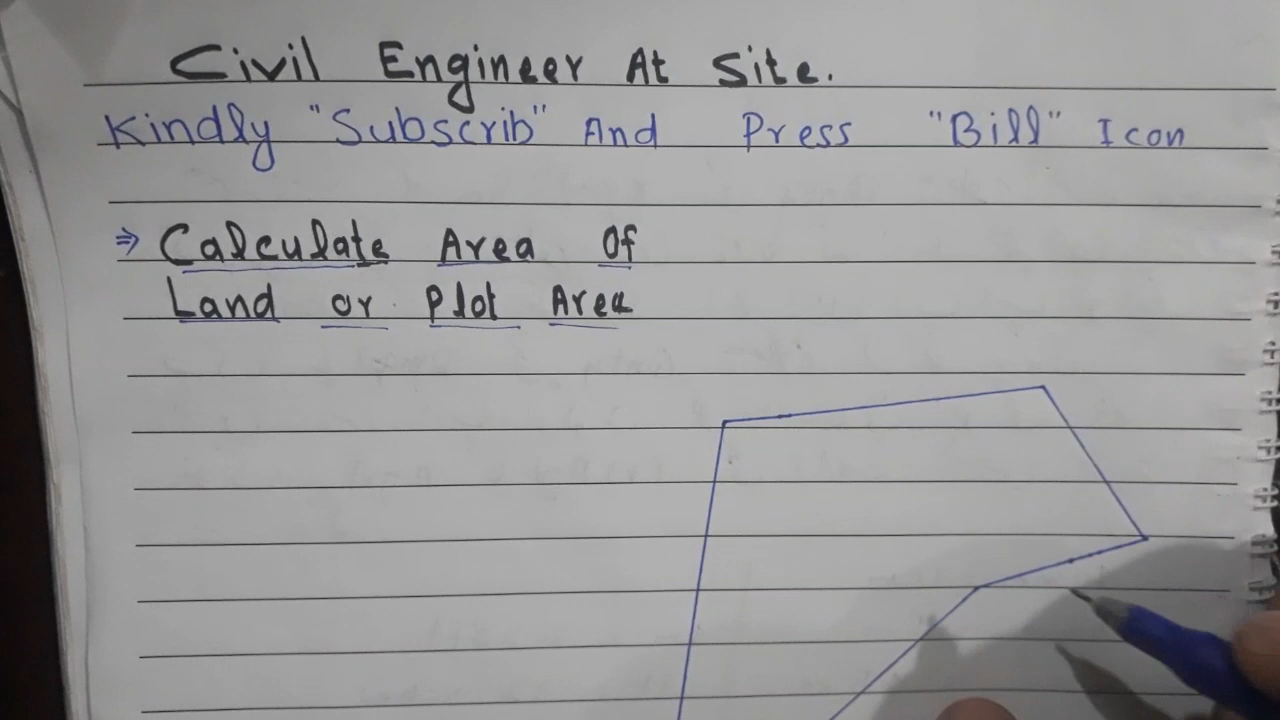 Civil Engineer At Site.
Kindly "Subscrib" And Press "Bill" Icon
⇒ Calculate Area Of
Land or Plot Area